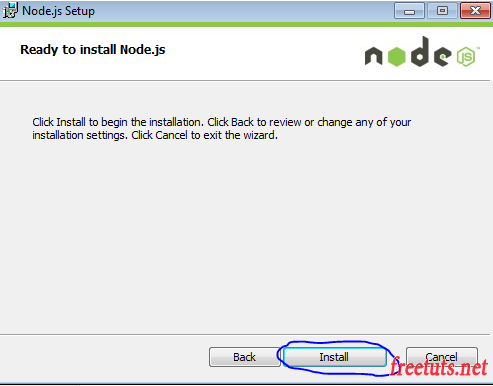 Node.js Setup
Ready to install Node.js
node
JS
Click Install to begin the installation. Click Back to review or change any of your
installation settings. Click Cancel to exit the wizard.
Back Install Cancel
freetuts.net